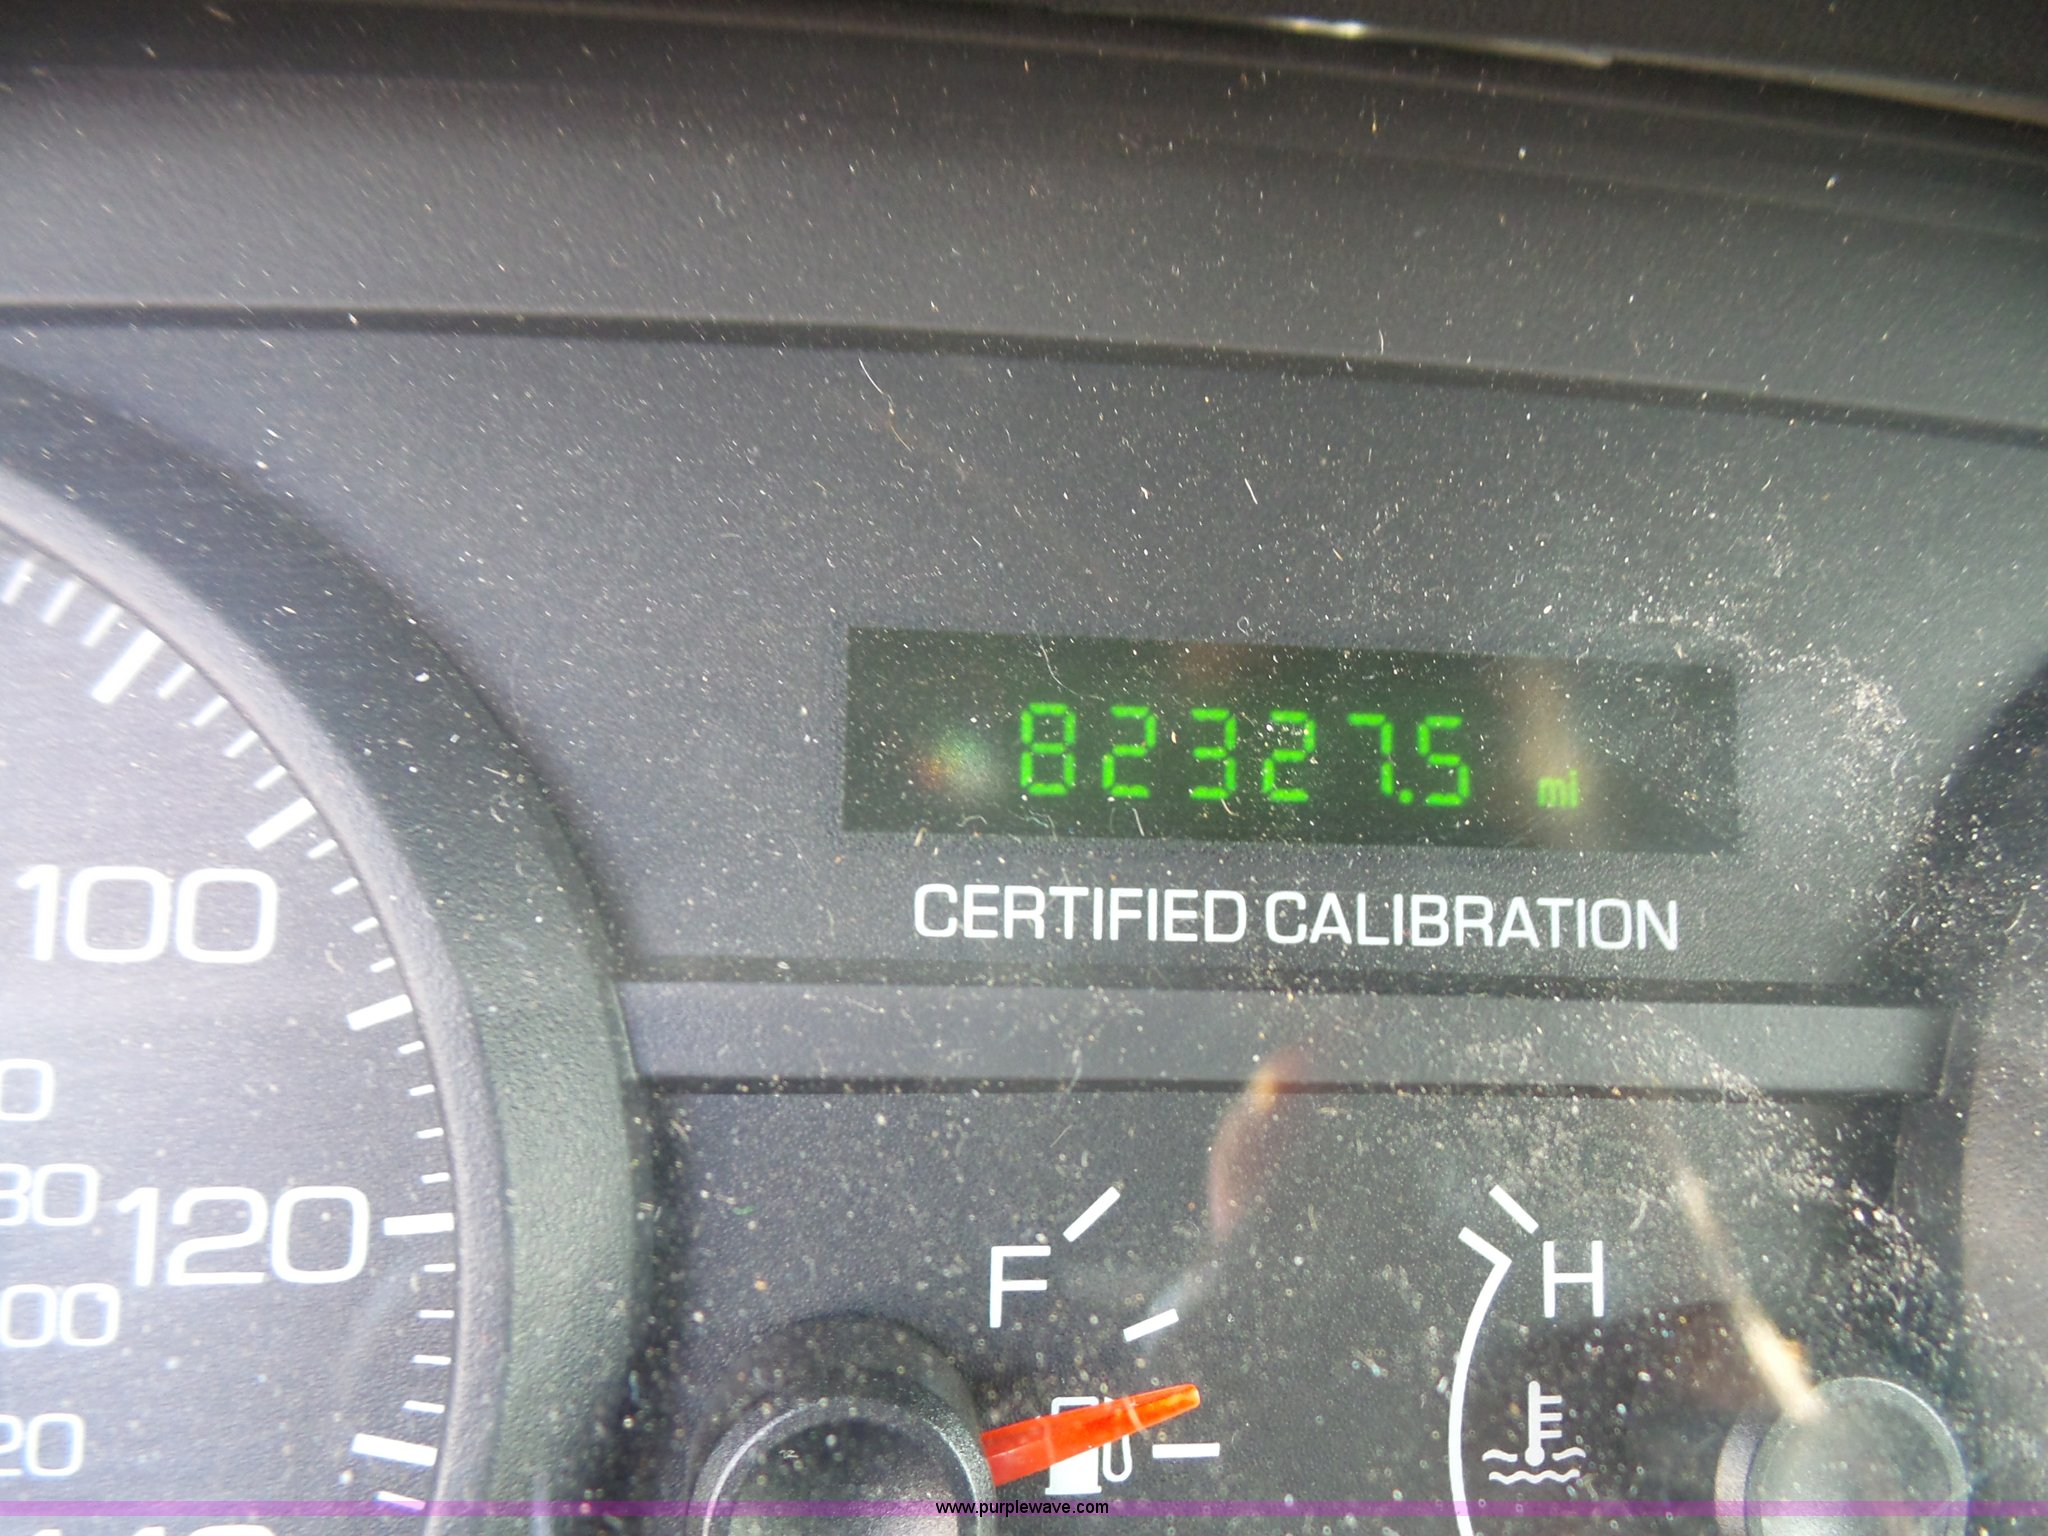 82327.5 mi
CERTIFIED CALIBRATION
100
120
F
H
www.purplewave.com